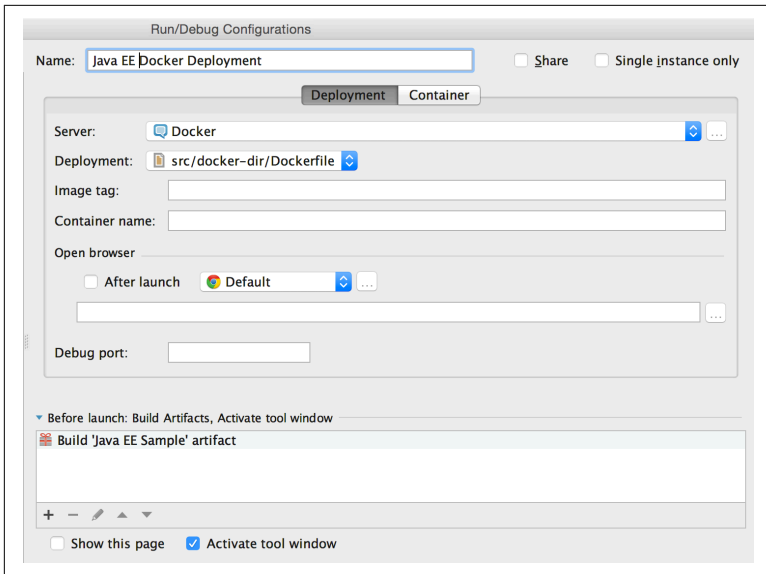 Run/Debug Configurations
Name: Java EE Docker Deployment Share Single instance only
Deployment Container
Server: Docker ...
Deployment: src/docker-dir/Dockerfile
Image tag:
Container name:
Open browser
After launch Default ...
...
Debug port:
Before launch: Build Artifacts, Activate tool window
Build 'Java EE Sample' artifact
Show this page Activate tool window